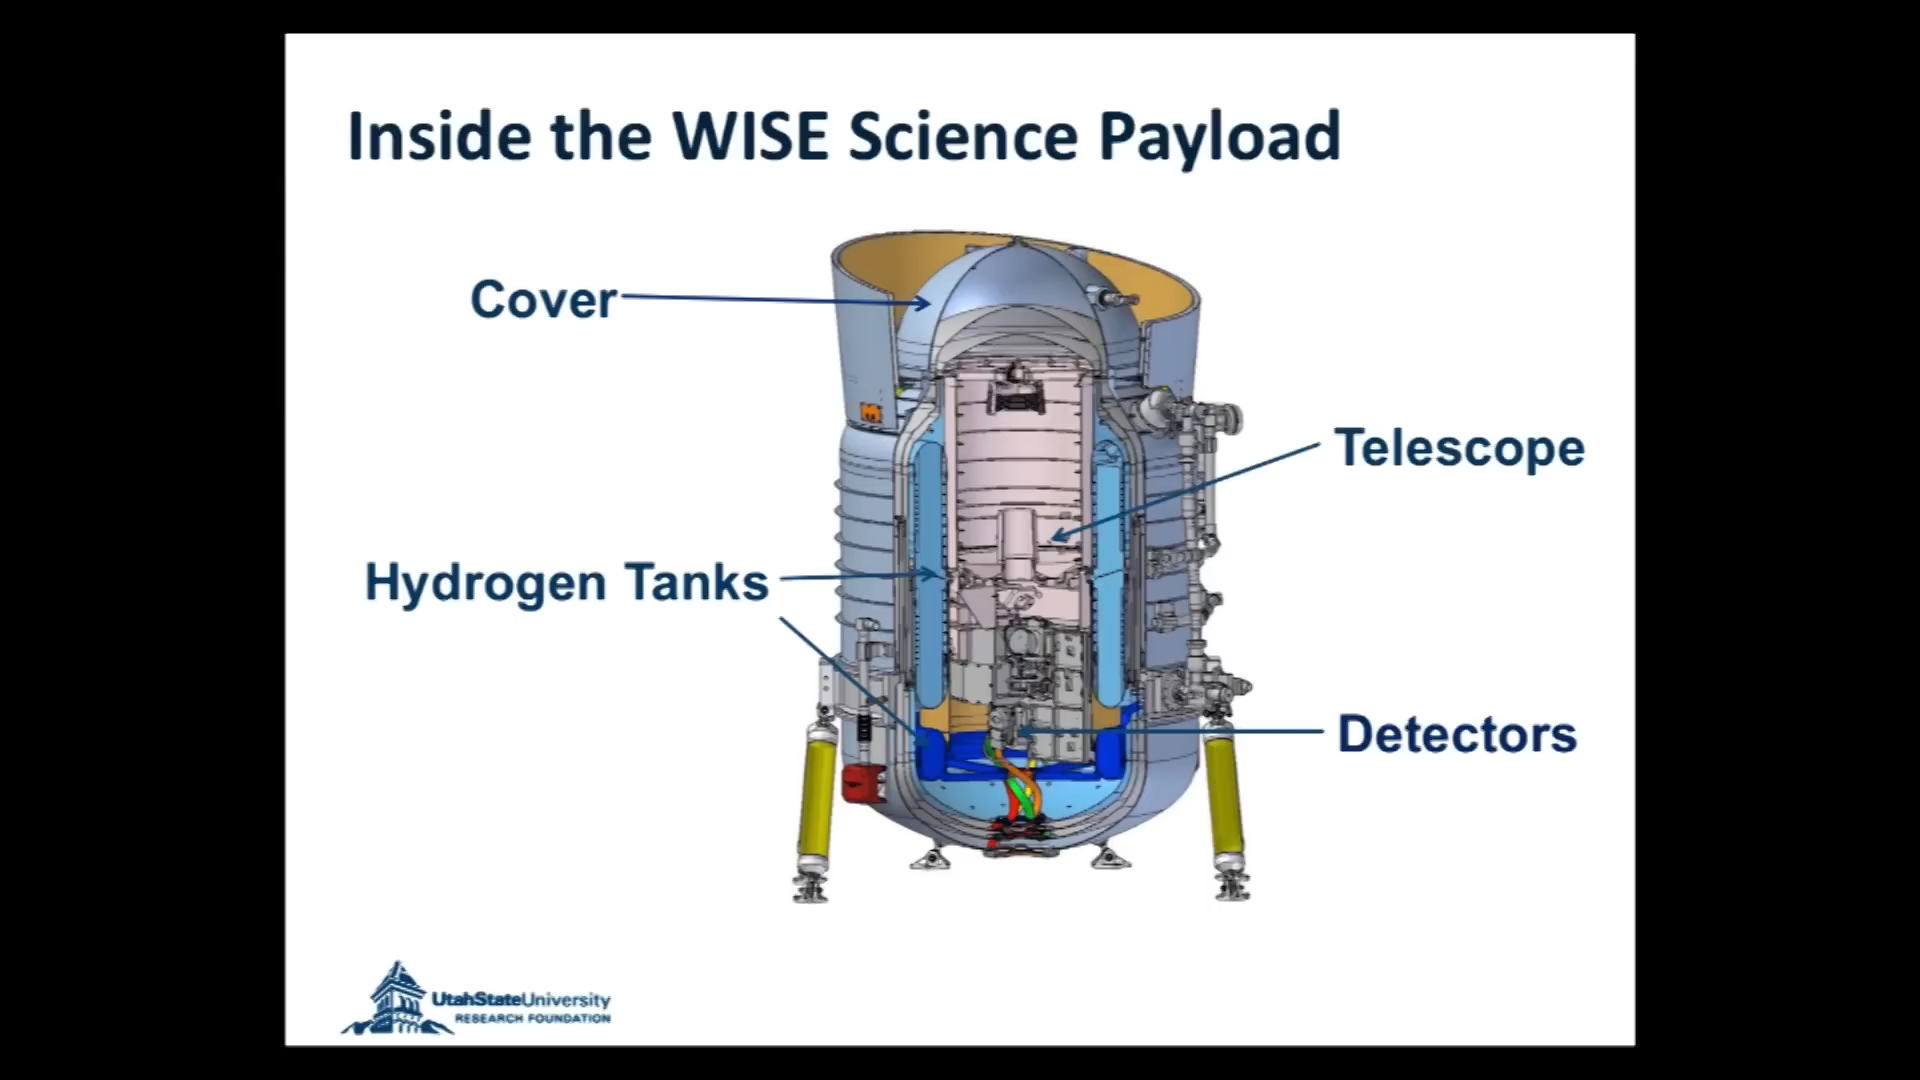 Inside the WISE Science Payload
Cover
Telescope
Hydrogen Tanks
Detectors
UtahStateUniversity
RESEARCH FOUNDATION